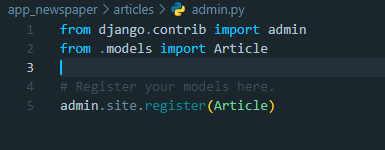 app_newspaper > articles > admin.py
1 from django.contrib import admin
2 from .models import Article
3
4 # Register your models here.
5 admin.site.register(Article)